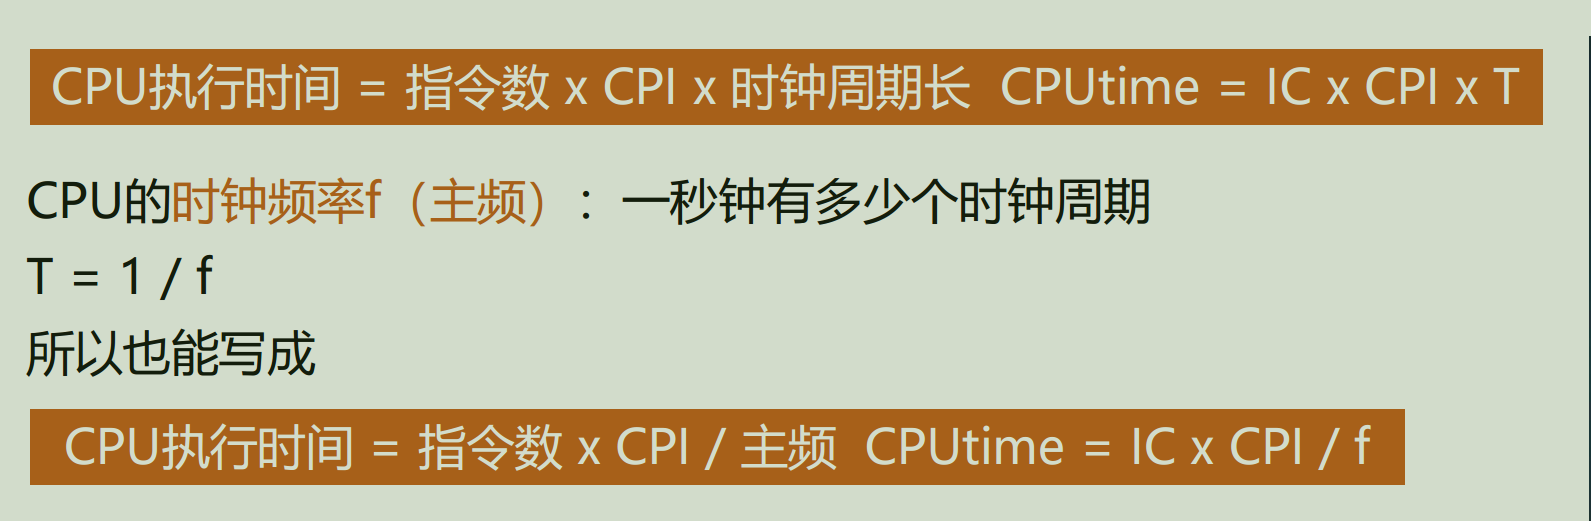 CPU执行时间 = 指令数 x CPI x 时钟周期长 CPUtime = IC x CPI x T
CPU的时钟频率f（主频）：一秒钟有多少个时钟周期
T = 1 / f
所以也能写成
CPU执行时间 = 指令数 x CPI / 主频 CPUtime = IC x CPI / f